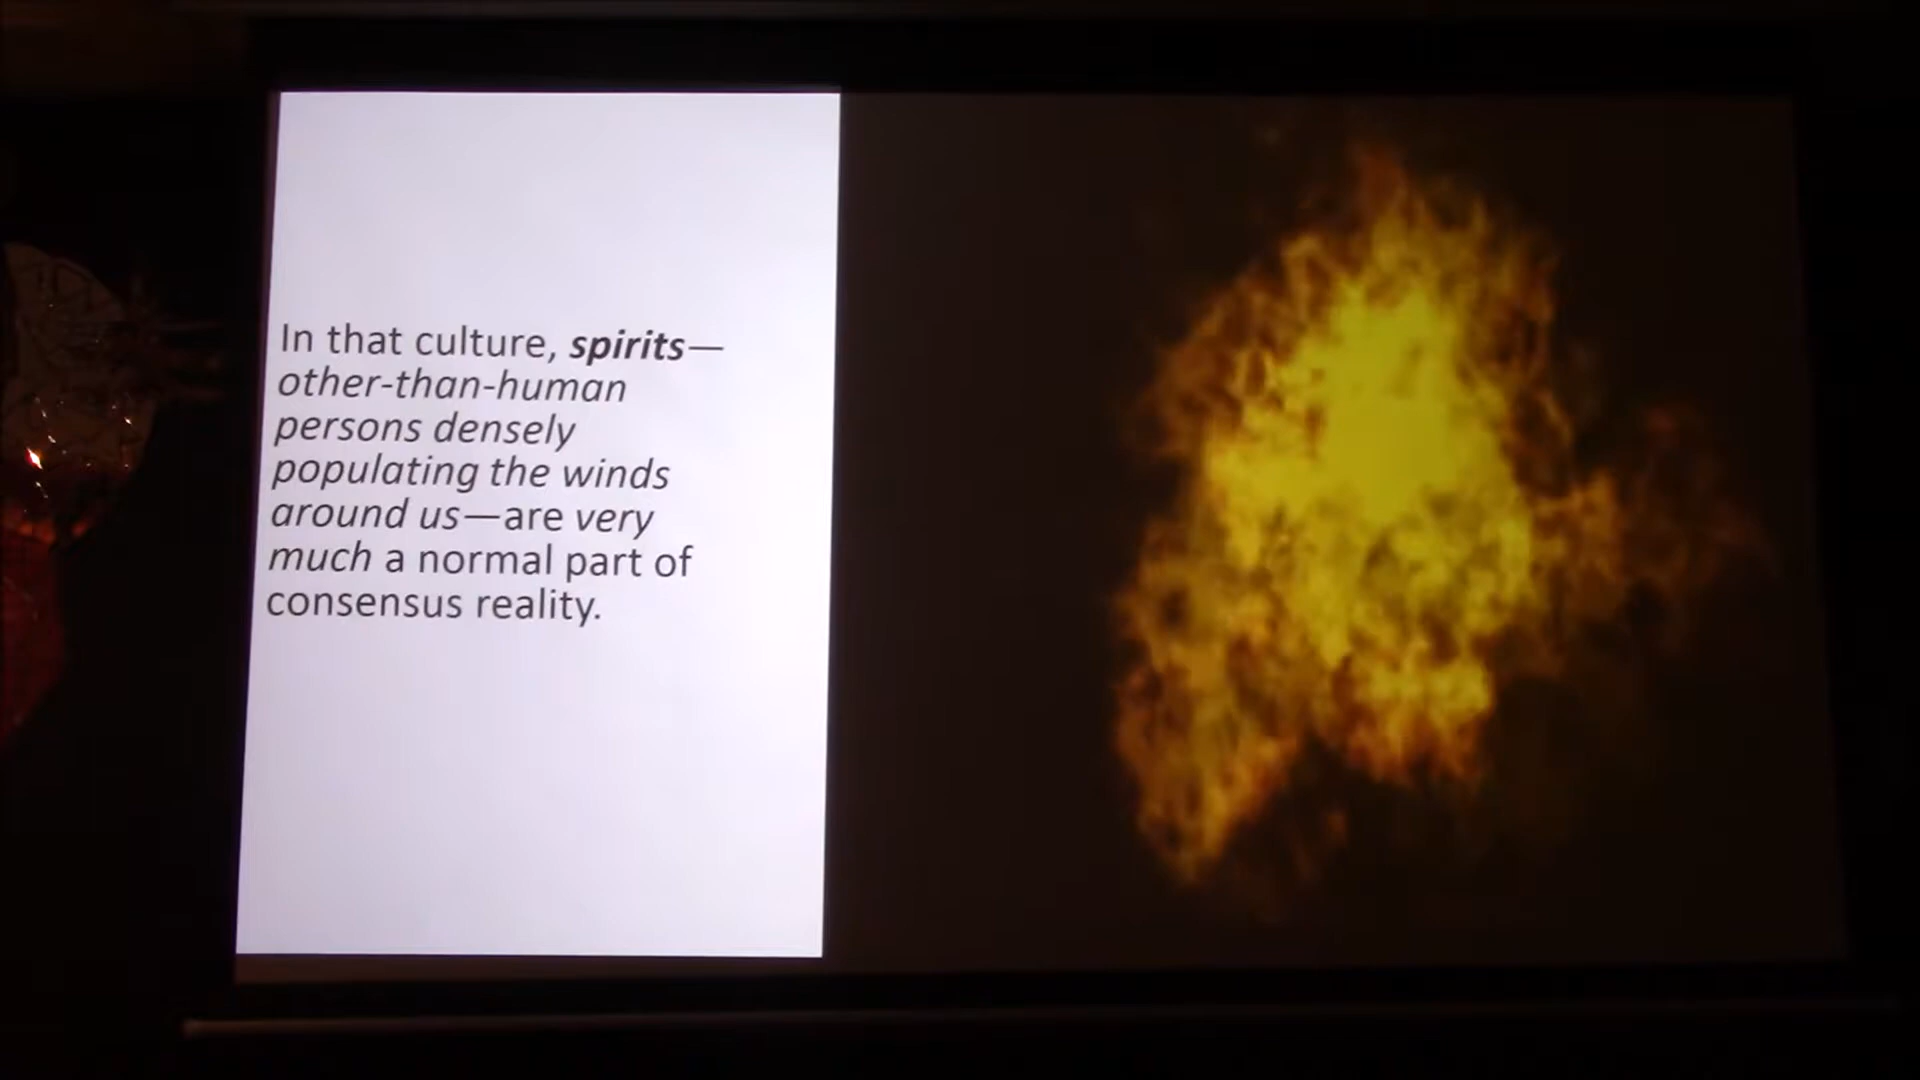 In that culture, spirits—
other-than-human
persons densely
populating the winds
around us—are very
much a normal part of
consensus reality.